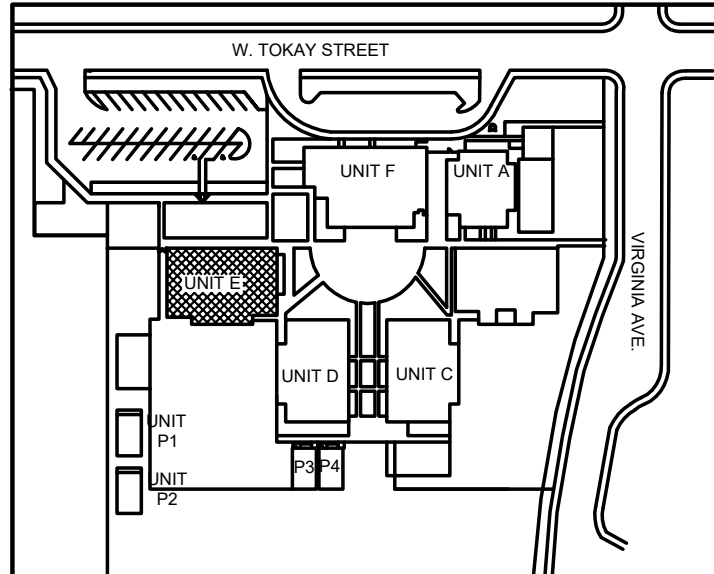 W. TOKAY STREET
UNIT F
UNIT A
VIRGINIA AVE.
UNIT E
UNIT D
UNIT C
UNIT
P1
P3
P4
UNIT
P2